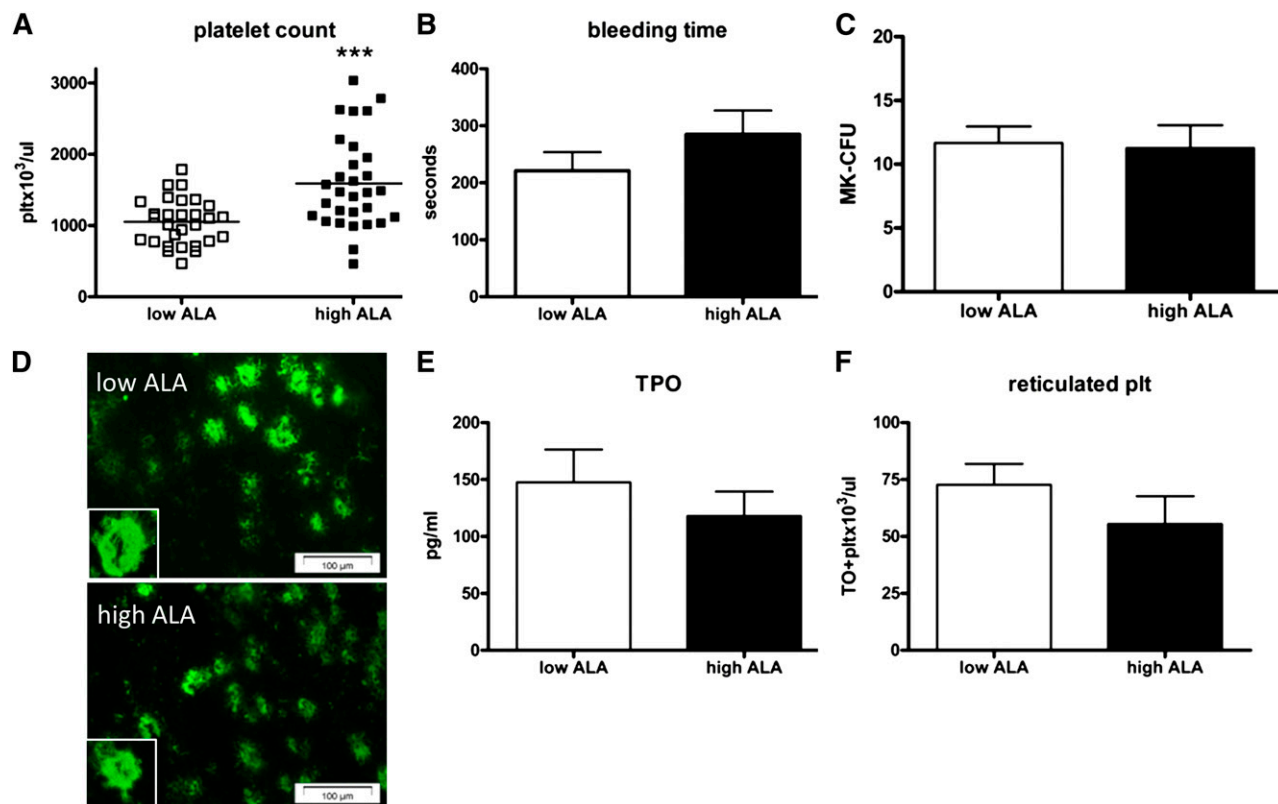 A
platelet count
***
pltx10³/ul
3000
2000
1000
0
low ALA
high ALA
B
bleeding time
seconds
400
300
200
100
0
low ALA
high ALA
C
MK-CFU
20
15
10
5
0
low ALA
high ALA
D
low ALA
100 µm
high ALA
100 µm
E
TPO
pg/ml
200
150
100
50
0
low ALA
high ALA
F
reticulated plt
TO+pltx10³/ul
100
75
50
25
0
low ALA
high ALA